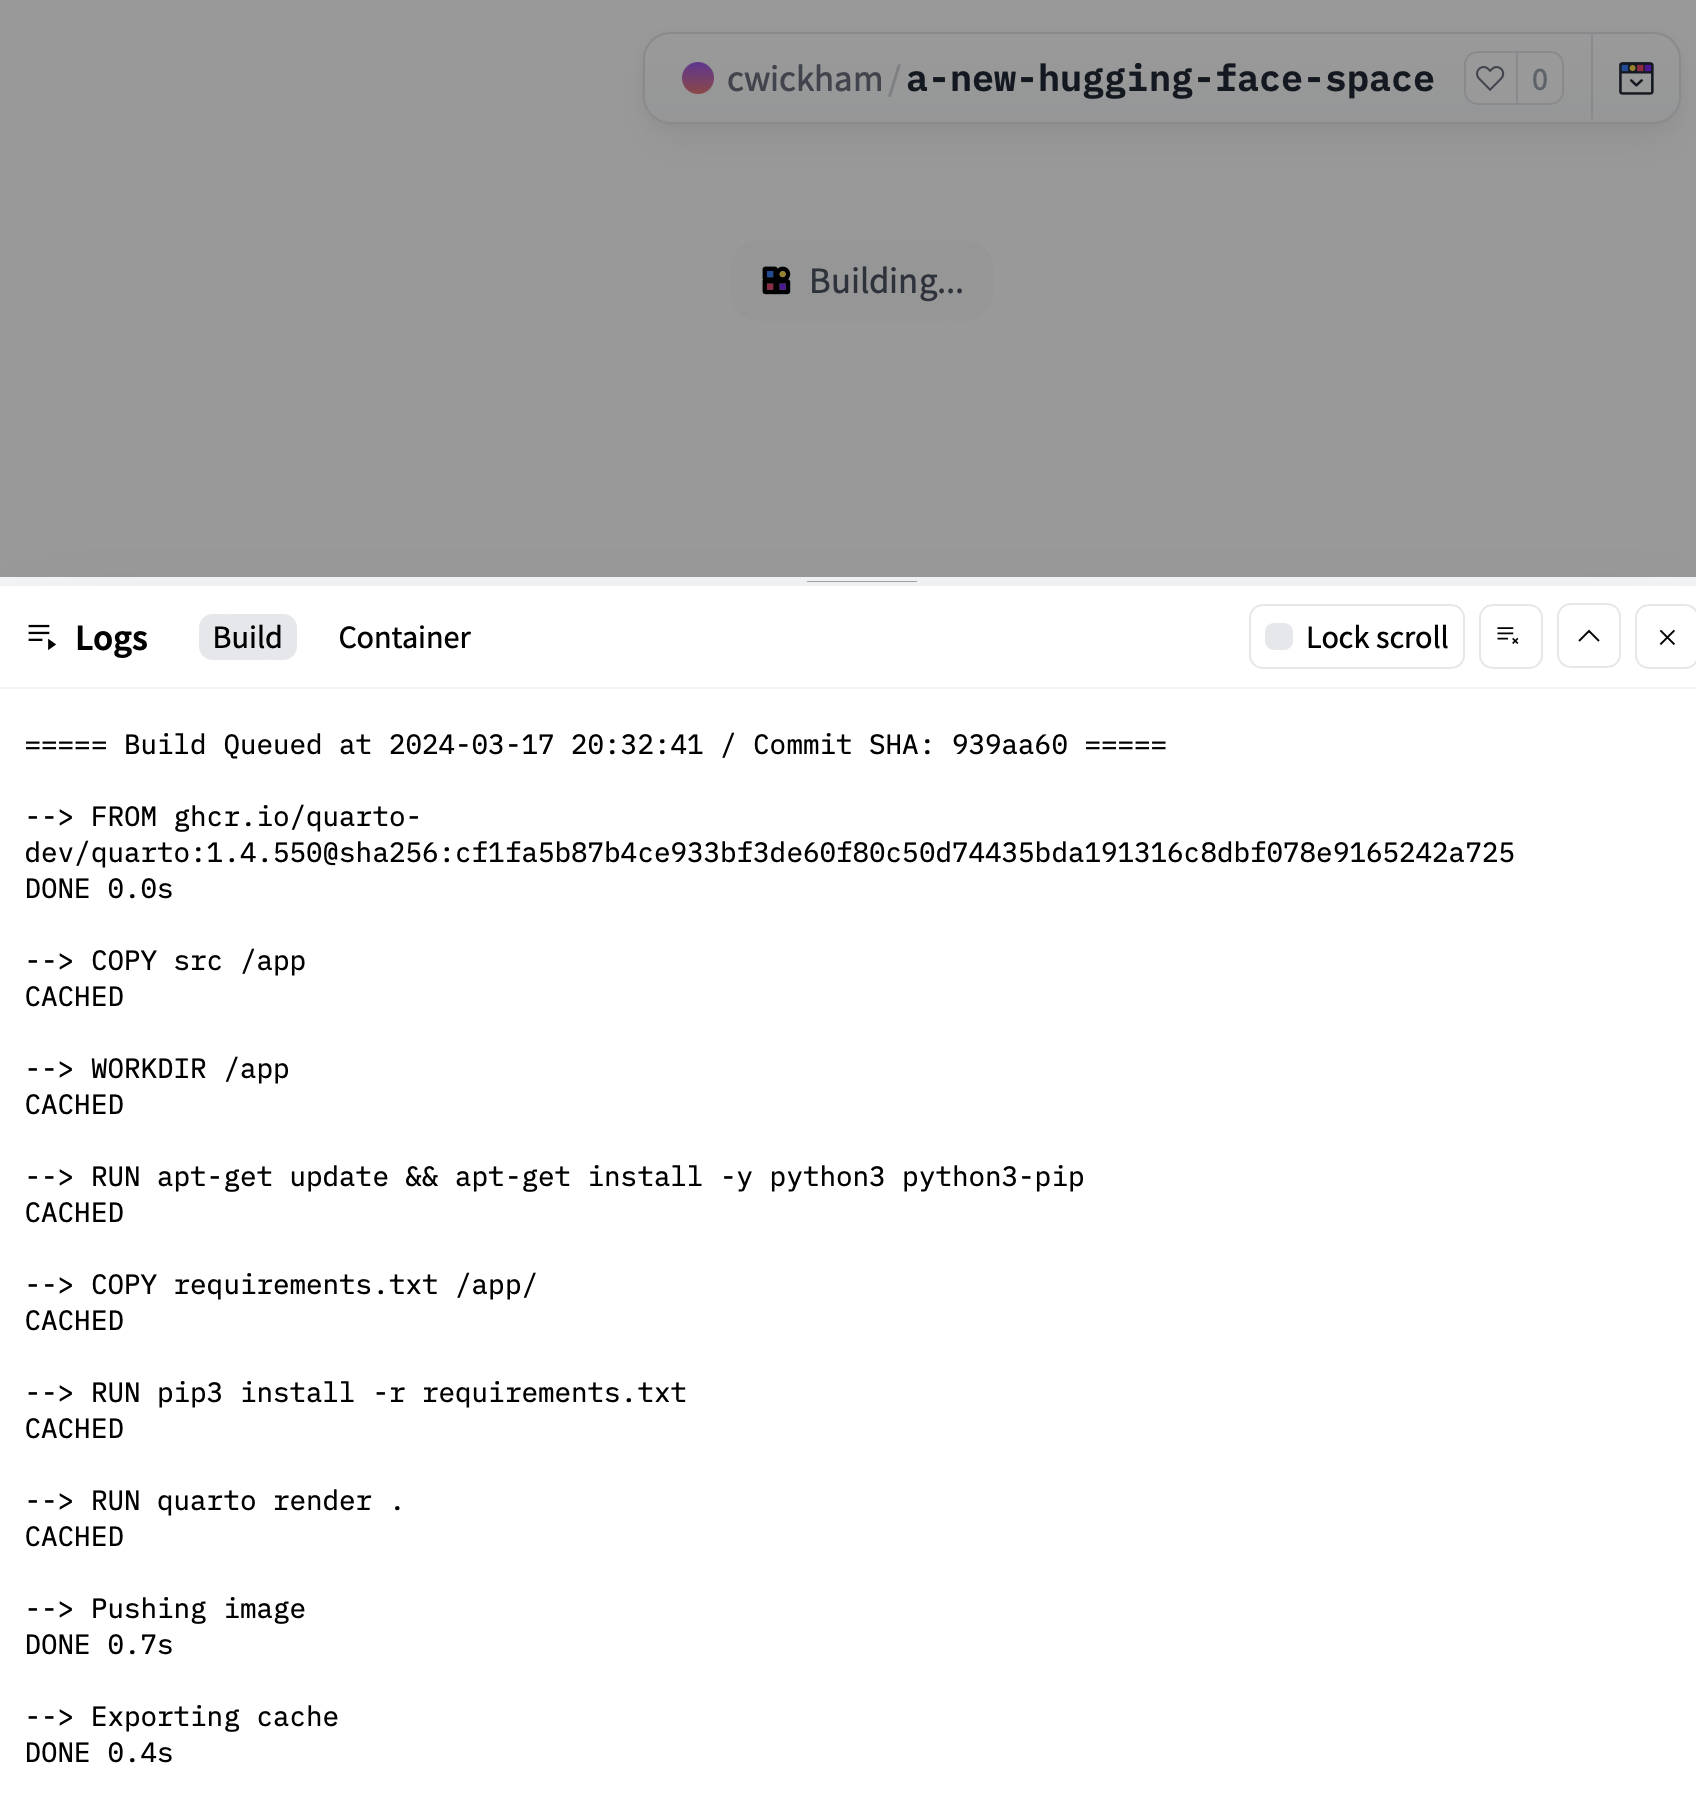 cwickham/a-new-hugging-face-space 0
Building...
Logs Build Container Lock scroll
===== Build Queued at 2024-03-17 20:32:41 / Commit SHA: 939aa60 =====
--> FROM ghcr.io/quarto-
dev/quarto:1.4.550@sha256:cf1fa5b87b4ce933bf3de60f80c50d74435bda191316c8dbf078e9165242a725
DONE 0.0s
--> COPY src /app
CACHED
--> WORKDIR /app
CACHED
--> RUN apt-get update && apt-get install -y python3 python3-pip
CACHED
--> COPY requirements.txt /app/
CACHED
--> RUN pip3 install -r requirements.txt
CACHED
--> RUN quarto render .
CACHED
--> Pushing image
DONE 0.7s
--> Exporting cache
DONE 0.4s